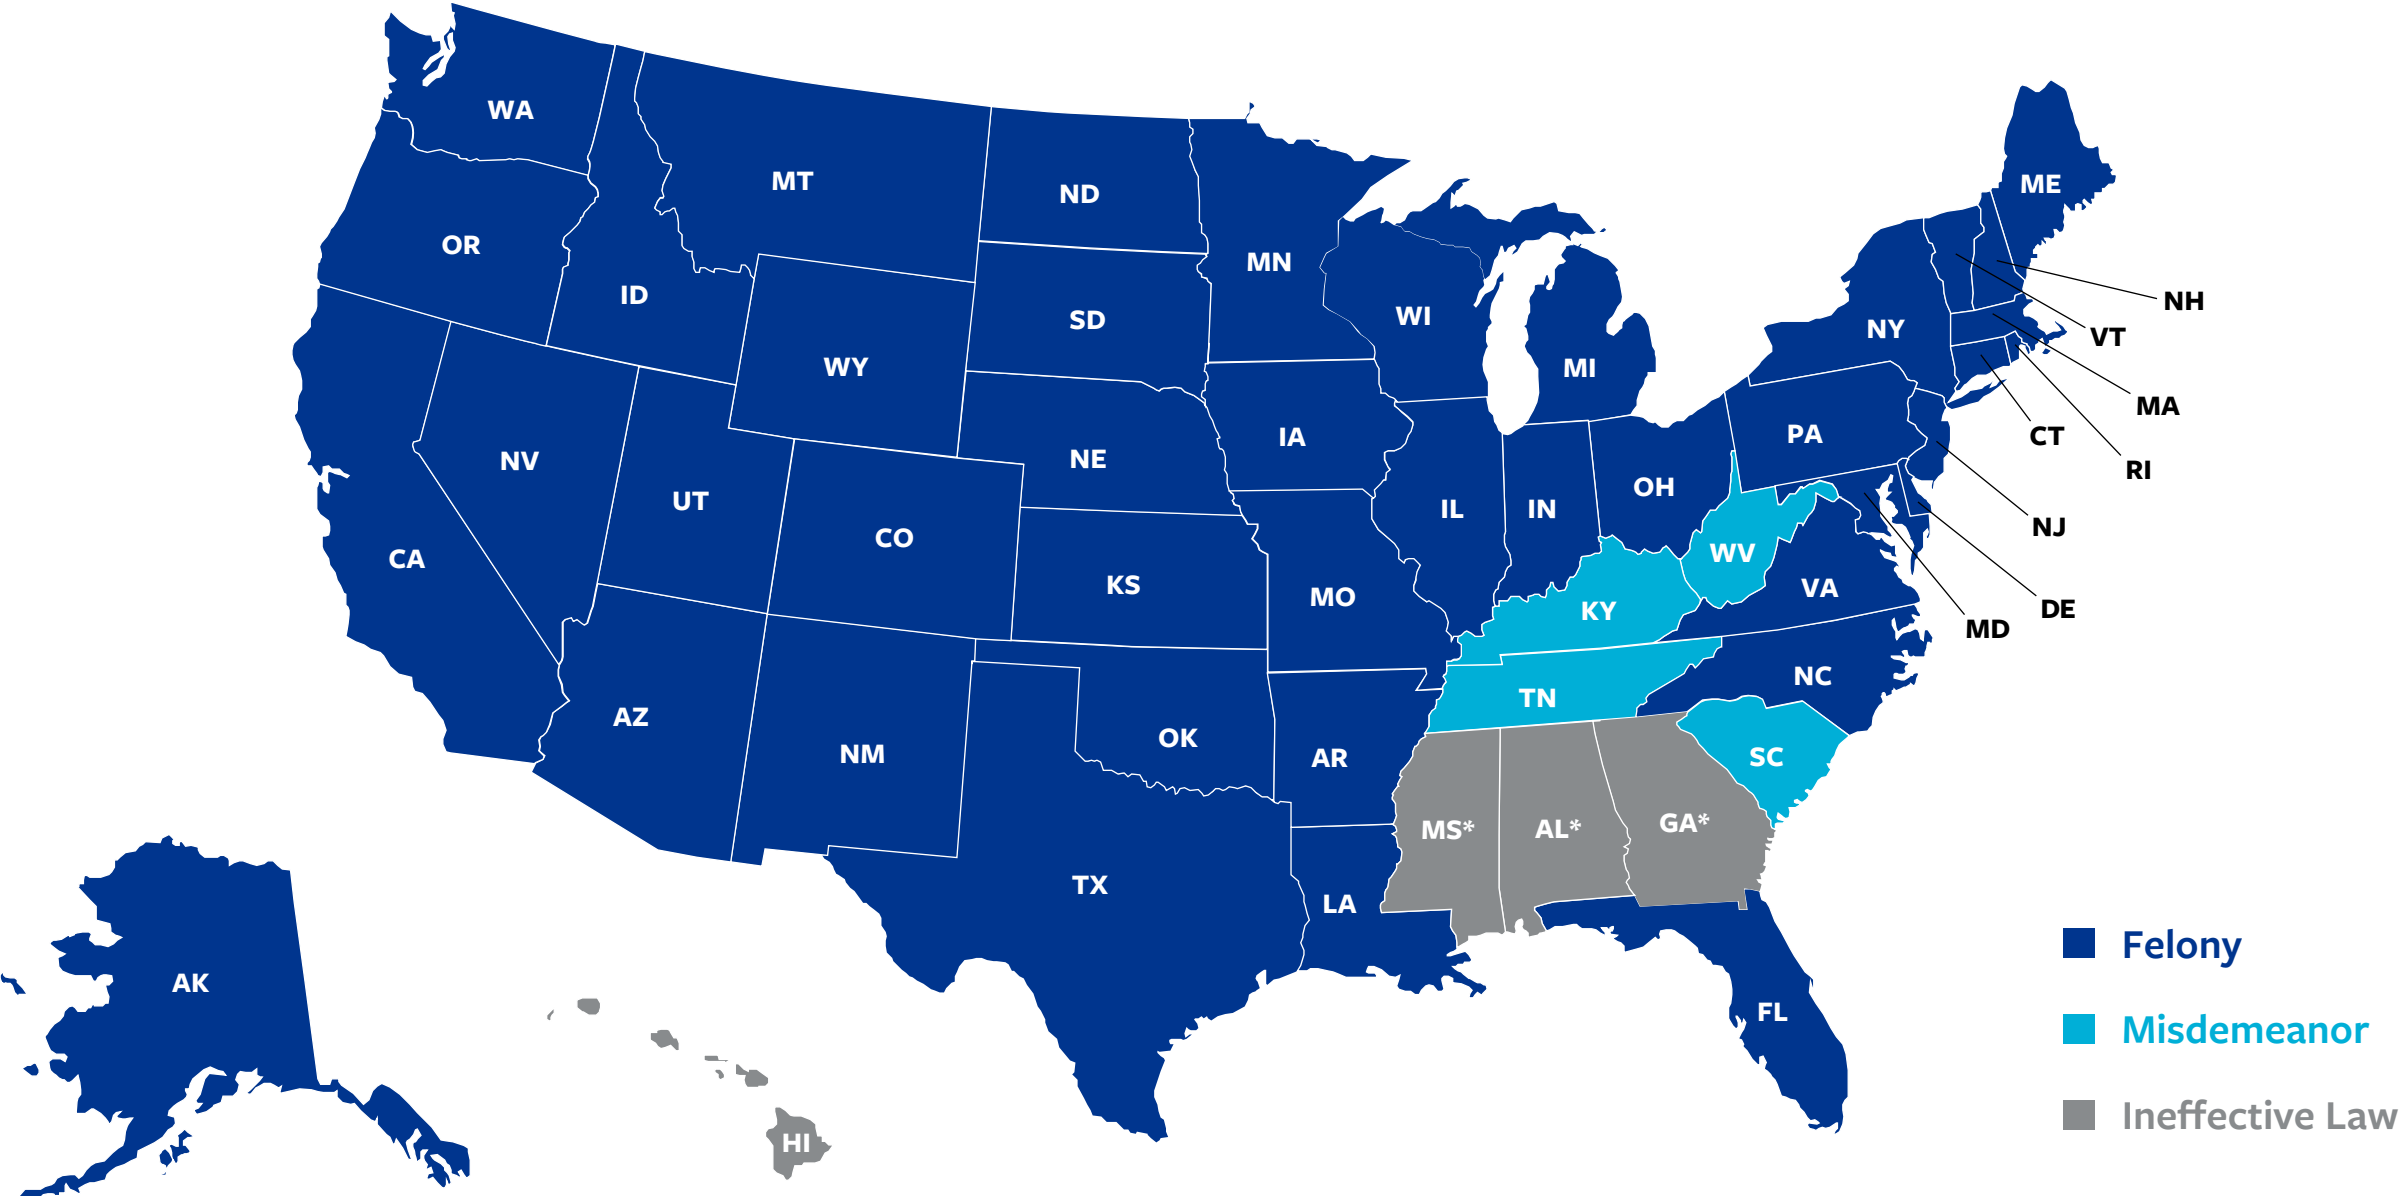 WA
MT
ND
ME
OR
MN
ID
SD
WI
NH
NY
VT
WY
MI
MA
IA
PA
CT
NV
NE
RI
UT
OH
IL
IN
NJ
CO
WV
CA
KS
VA
MO
KY
DE
MD
NC
TN
AZ
NM
OK
AR
SC
MS*
AL*
GA*
TX
LA
AK
FL
HI
Felony
Misdemeanor
Ineffective Law